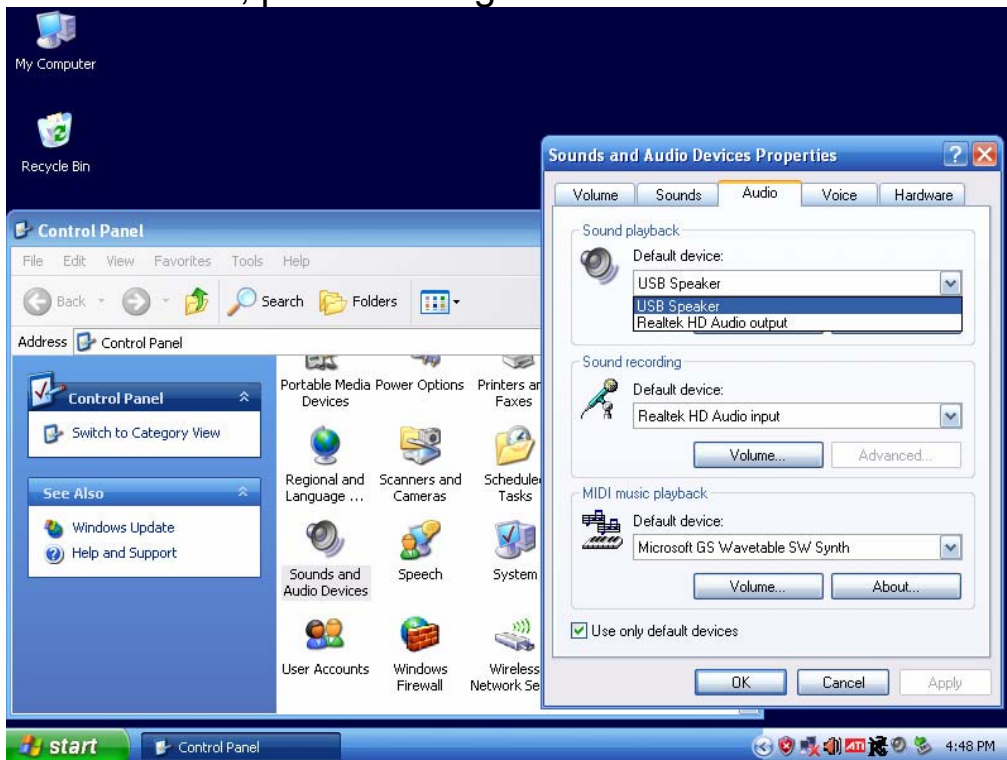 My Computer
Recycle Bin
Control Panel
File Edit View Favorites Tools Help
Back Search Folders
Address Control Panel
Control Panel
Switch to Category View
See Also
Windows Update
Help and Support
Portable Media Devices
Power Options
Printers ar
Faxes
Regional and
Language ...
Scanners and
Cameras
Schedule
Tasks
Sounds and
Audio Devices
Speech
System
User Accounts
Windows
Firewall
Wireless
Network Se
Sounds and Audio Devices Properties
Volume Sounds Audio Voice Hardware
Sound playback
Default device:
USB Speaker
USB Speaker
Realtek HD Audio output
Sound recording
Default device:
Realtek HD Audio input
Volume... Advanced...
MIDI music playback
Default device:
Microsoft GS Wavetable SW Synth
Volume... About...
Use only default devices
OK Cancel Apply
start Control Panel ATI 4:48 PM